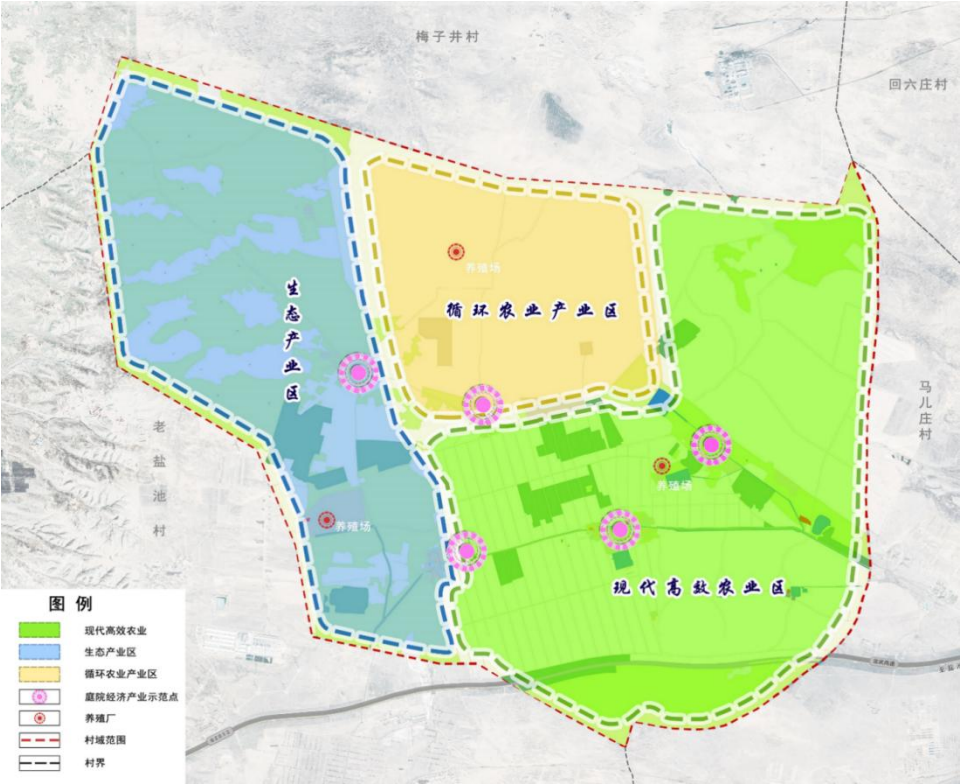 梅子井村
回六庄村
生态产业区
养殖场
循环农业产业区
马儿庄村
老盐池村
养殖场
养殖场
现代高效农业区
图例
现代高效农业
生态产业区
循环农业产业区
庭院经济产业示范点
养殖厂
村域范围
村界